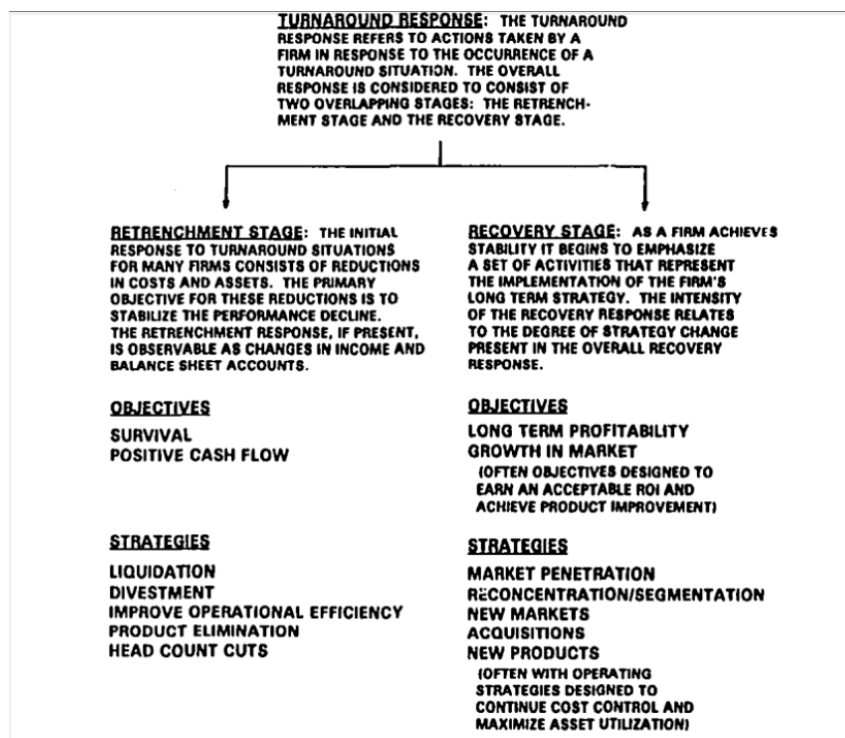 TURNAROUND RESPONSE: THE TURNAROUND
RESPONSE REFERS TO ACTIONS TAKEN BY A
FIRM IN RESPONSE TO THE OCCURRENCE OF A
TURNAROUND SITUATION. THE OVERALL
RESPONSE IS CONSIDERED TO CONSIST OF
TWO OVERLAPPING STAGES: THE RETRENCH-
MENT STAGE AND THE RECOVERY STAGE.
RETRENCHMENT STAGE: THE INITIAL
RESPONSE TO TURNAROUND SITUATIONS
FOR MANY FIRMS CONSISTS OF REDUCTIONS
IN COSTS AND ASSETS. THE PRIMARY
OBJECTIVE FOR THESE REDUCTIONS IS TO
STABILIZE THE PERFORMANCE DECLINE.
THE RETRENCHMENT RESPONSE, IF PRESENT,
IS OBSERVABLE AS CHANGES IN INCOME AND
BALANCE SHEET ACCOUNTS.
OBJECTIVES
SURVIVAL
POSITIVE CASH FLOW
STRATEGIES
LIQUIDATION
DIVESTMENT
IMPROVE OPERATIONAL EFFICIENCY
PRODUCT ELIMINATION
HEAD COUNT CUTS
RECOVERY STAGE: AS A FIRM ACHIEVES
STABILITY IT BEGINS TO EMPHASIZE
A SET OF ACTIVITIES THAT REPRESENT
THE IMPLEMENTATION OF THE FIRM'S
LONG TERM STRATEGY. THE INTENSITY
OF THE RECOVERY RESPONSE RELATES
TO THE DEGREE OF STRATEGY CHANGE
PRESENT IN THE OVERALL RECOVERY
RESPONSE.
OBJECTIVES
LONG TERM PROFITABILITY
GROWTH IN MARKET
(OFTEN OBJECTIVES DESIGNED TO
EARN AN ACCEPTABLE ROI AND
ACHIEVE PRODUCT IMPROVEMENT)
STRATEGIES
MARKET PENETRATION
RECONCENTRATION/SEGMENTATION
NEW MARKETS
ACQUISITIONS
NEW PRODUCTS
(OFTEN WITH OPERATING
STRATEGIES DESIGNED TO
CONTINUE COST CONTROL AND
MAXIMIZE ASSET UTILIZATION)